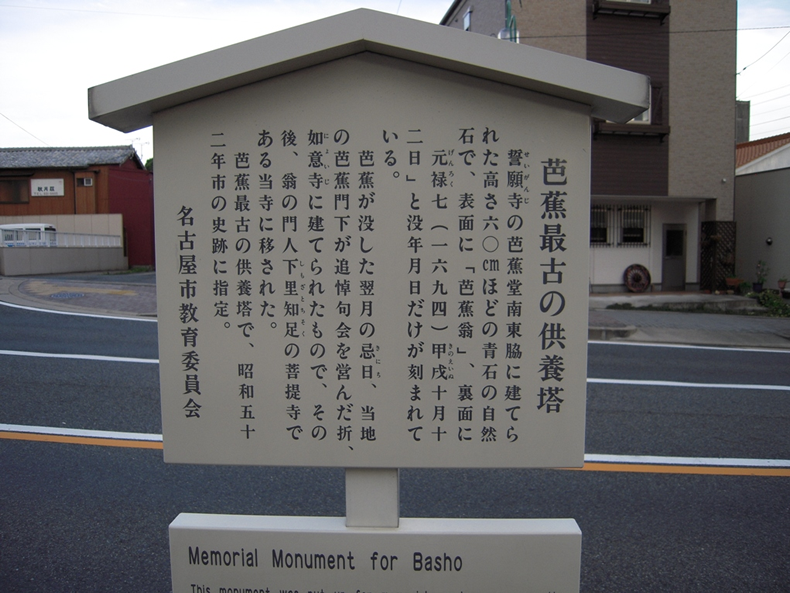 芭蕉最古の供養塔
誓願寺の芭蕉堂南東脇に建てら
れた高さ六〇cmほどの青石の自然
石で、表面に「芭蕉翁」、裏面に
元禄七(一六九四)甲戌十月十
二日」と没年月日だけが刻まれて
いる。
芭蕉が没した翌月の忌日、当地
の芭蕉門下が追悼句会を営んだ折、
如意寺に建てられたもので、その
後、翁の門人下里知足の菩提寺で
ある当寺に移された。
芭蕉最古の供養塔で、昭和五十
二年市の史跡に指定。
名古屋市教育委員会
Memorial Monument for Basho